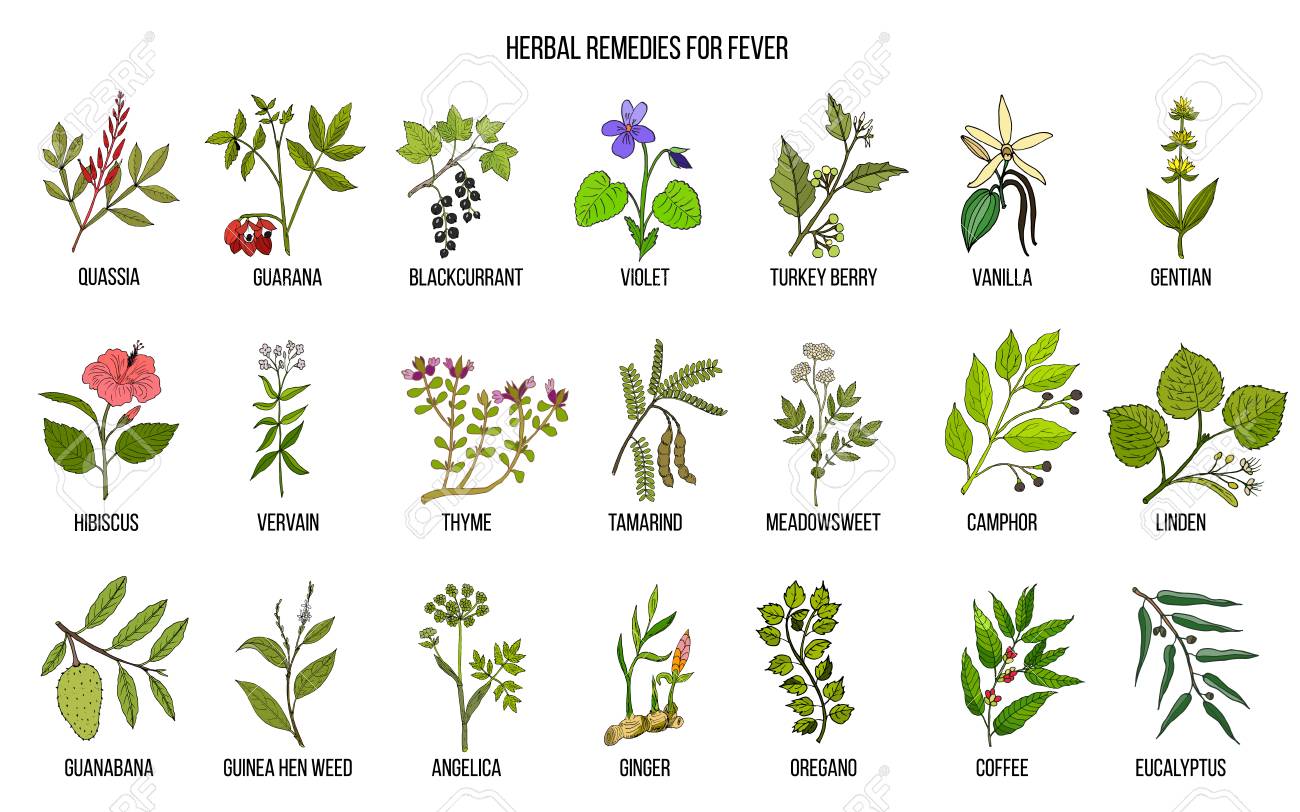 HERBAL REMEDIES FOR FEVER
QUASSIA GUARANA BLACKCURRANT VIOLET TURKEY BERRY VANILLA GENTIAN
HIBISCUS VERVAIN THYME TAMARIND MEADOWSWEET CAMPHOR LINDEN
GUANABANA GUINEA HEN WEED ANGELICA GINGER OREGANO COFFEE EUCALYPTUS
123RF